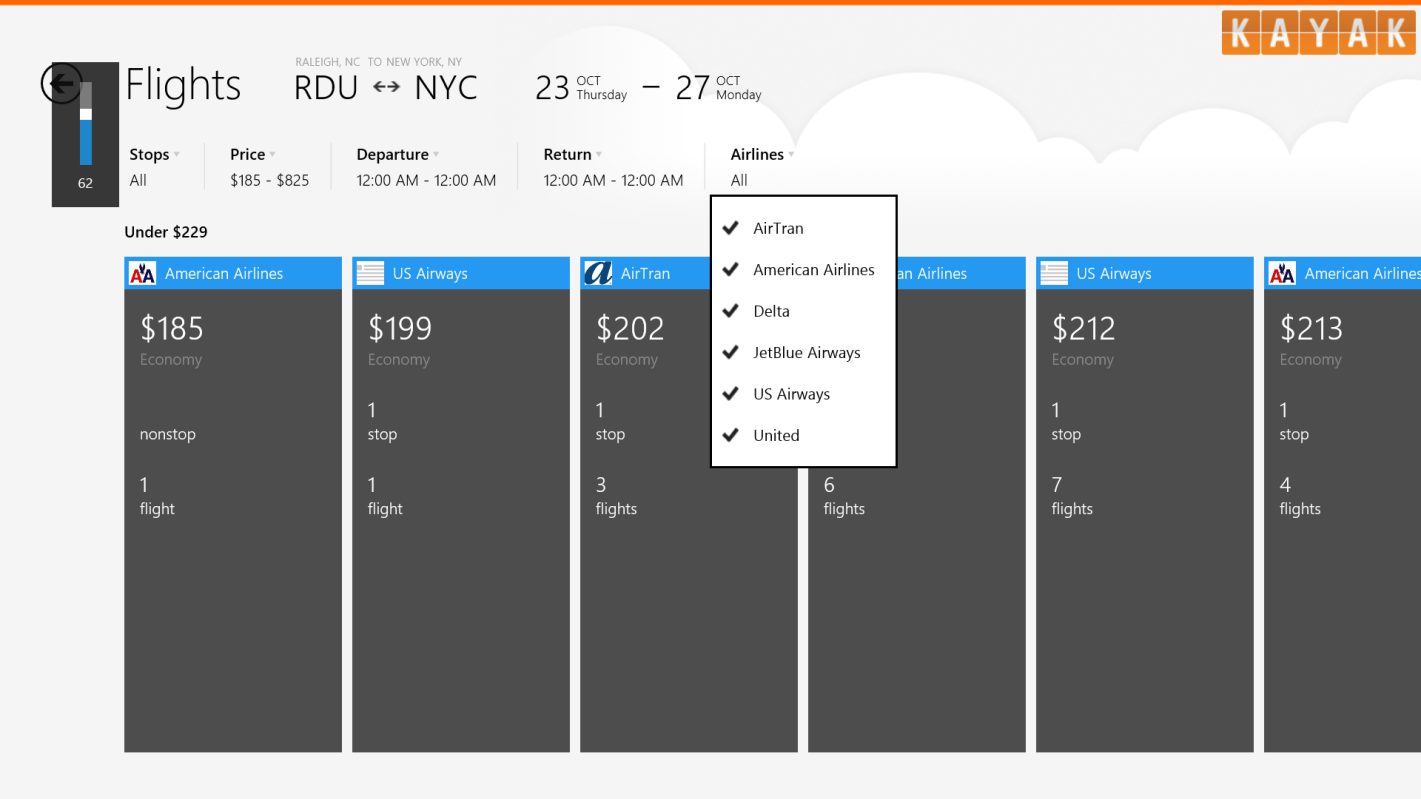 KAYAK
RALEIGH, NC TO NEW YORK, NY
Flights RDU NYC 23 OCT Thursday – 27 OCT Monday
62
Stops Price Departure Return Airlines
All $185 - $825 12:00 AM - 12:00 AM 12:00 AM - 12:00 AM All
Under $229
AirTran
American Airlines
Delta
JetBlue Airways
US Airways
United
AA American Airlines
$185
Economy
nonstop
1
flight
US Airways
$199
Economy
1
stop
1
flight
a AirTran
$202
Economy
1
stop
3
flights
an Airlines
6
flights
US Airways
$212
Economy
1
stop
7
flights
AA American Airlines
$213
Economy
1
stop
4
flights